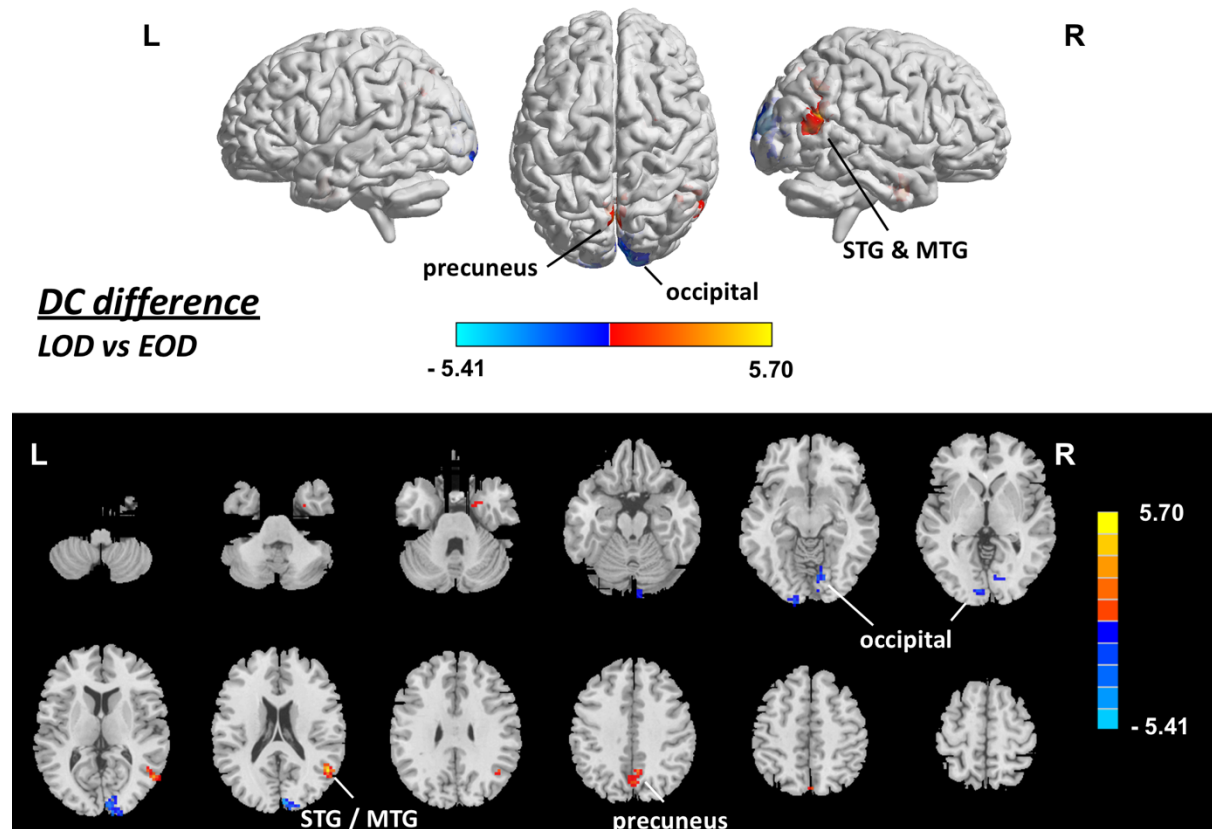 L
R
STG & MTG
precuneus
occipital
DC difference
LOD vs EOD
- 5.41
5.70
L
R
5.70
occipital
- 5.41
STG / MTG
precuneus